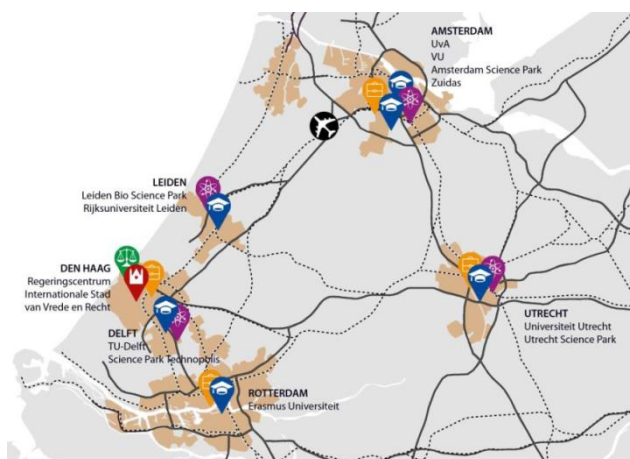 AMSTERDAM
UvA
VU
Amsterdam Science Park
Zuidas
LEIDEN
Leiden Bio Science Park
Rijksuniversiteit Leiden
DEN HAAG
Regeringscentrum
Internationale Stad
van Vrede en Recht
DELFT
TU-Delft
Science Park Technoplis
UTRECHT
Universiteit Utrecht
Utrecht Science Park
ROTTERDAM
Erasmus Universiteit